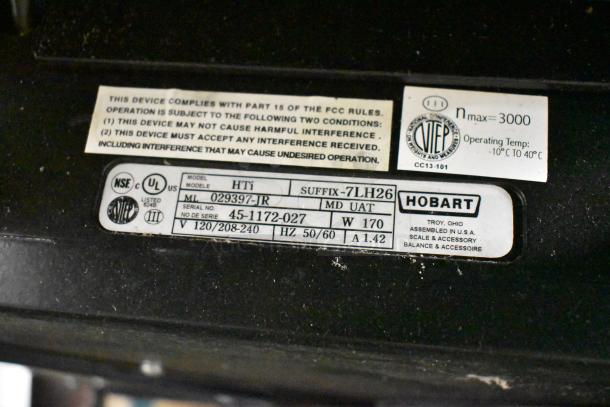 THIS DEVICE COMPLIES WITH PART 15 OF THE FCC RULES.
OPERATION IS SUBJECT TO THE FOLLOWING TWO CONDITIONS:
(1) THIS DEVICE MAY NOT CAUSE HARMFUL INTERFERENCE.
(2) THIS DEVICE MUST ACCEPT ANY INTERFERENCE RECEIVED,
INCLUDING INTERFERENCE THAT MAY CAUSE UNDESIRED OPERATION.
III
n max=3000
NTEP
Operating Temp:
-10°C TO 40°C
CC13-101
NSF
C UL US
LISTED
NTEP
III
MODEL
MODELE
HTi
SUFFIX-7LH26
ML 029397-JR
MD UAT
SERIAL NO.
NO DE SERIE
45-1172-027
W 170
V 120/208-240
HZ 50/60
A 1.42
HOBART
TROY, OHIO
ASSEMBLED IN U.S.A.
SCALE & ACCESSORY
BALANCE & ACCESSOIRE